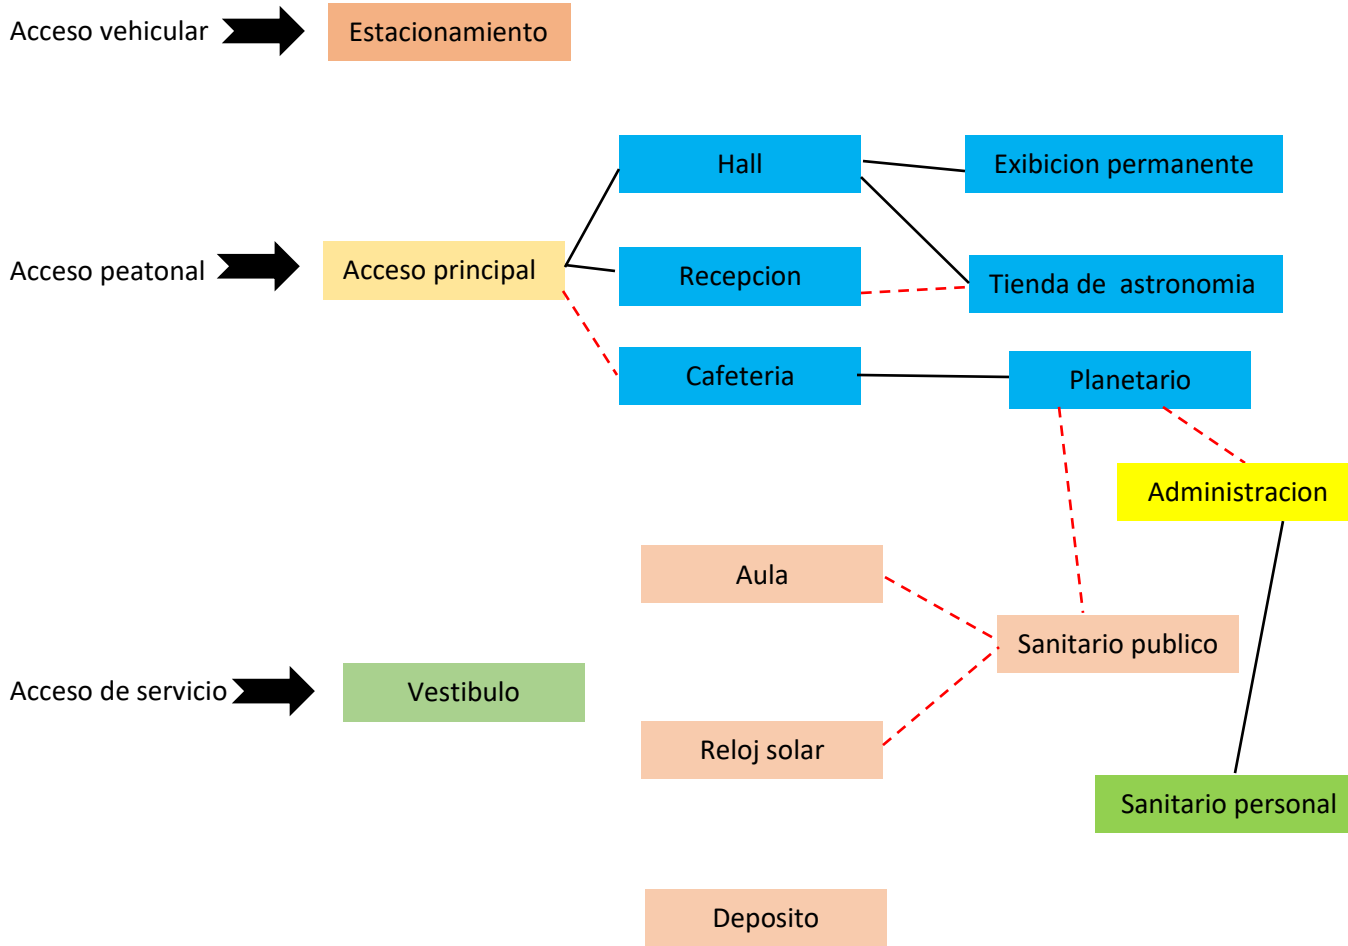 Acceso vehicular
Estacionamiento
Hall
Exibicion permanente
Acceso peatonal
Acceso principal
Recepcion
Tienda de  astronomia
Cafeteria
Planetario
Administracion
Aula
Sanitario publico
Acceso de servicio
Vestibulo
Reloj solar
Sanitario personal
Deposito